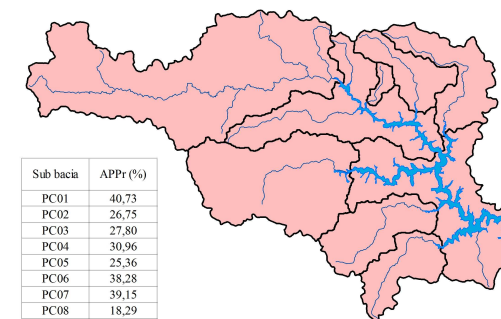 Sub bacia APPr (%)
PC01 40,73
PC02 26,75
PC03 27,80
PC04 30,96
PC05 25,36
PC06 38,28
PC07 39,15
PC08 18,29